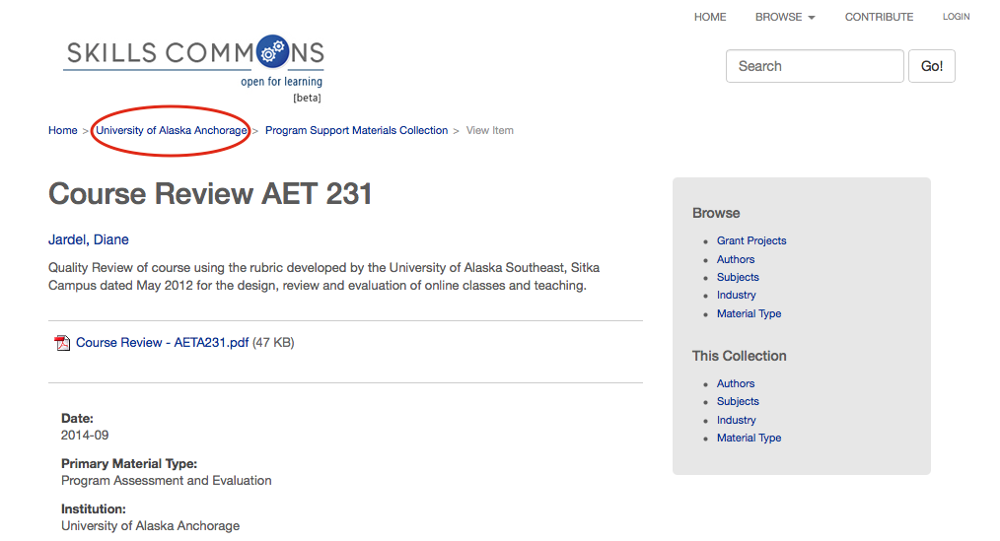 HOME BROWSE CONTRIBUTE LOGIN
SKILLS COMMONS
open for learning
[beta]
Search Go!
Home > University of Alaska Anchorage > Program Support Materials Collection > View Item
Course Review AET 231
Jardel, Diane
Quality Review of course using the rubric developed by the University of Alaska Southeast, Sitka
Campus dated May 2012 for the design, review and evaluation of online classes and teaching.
Course Review - AETA231.pdf (47 KB)
Date:
2014-09
Primary Material Type:
Program Assessment and Evaluation
Institution:
University of Alaska Anchorage
Browse
Grant Projects
Authors
Subjects
Industry
Material Type
This Collection
Authors
Subjects
Industry
Material Type